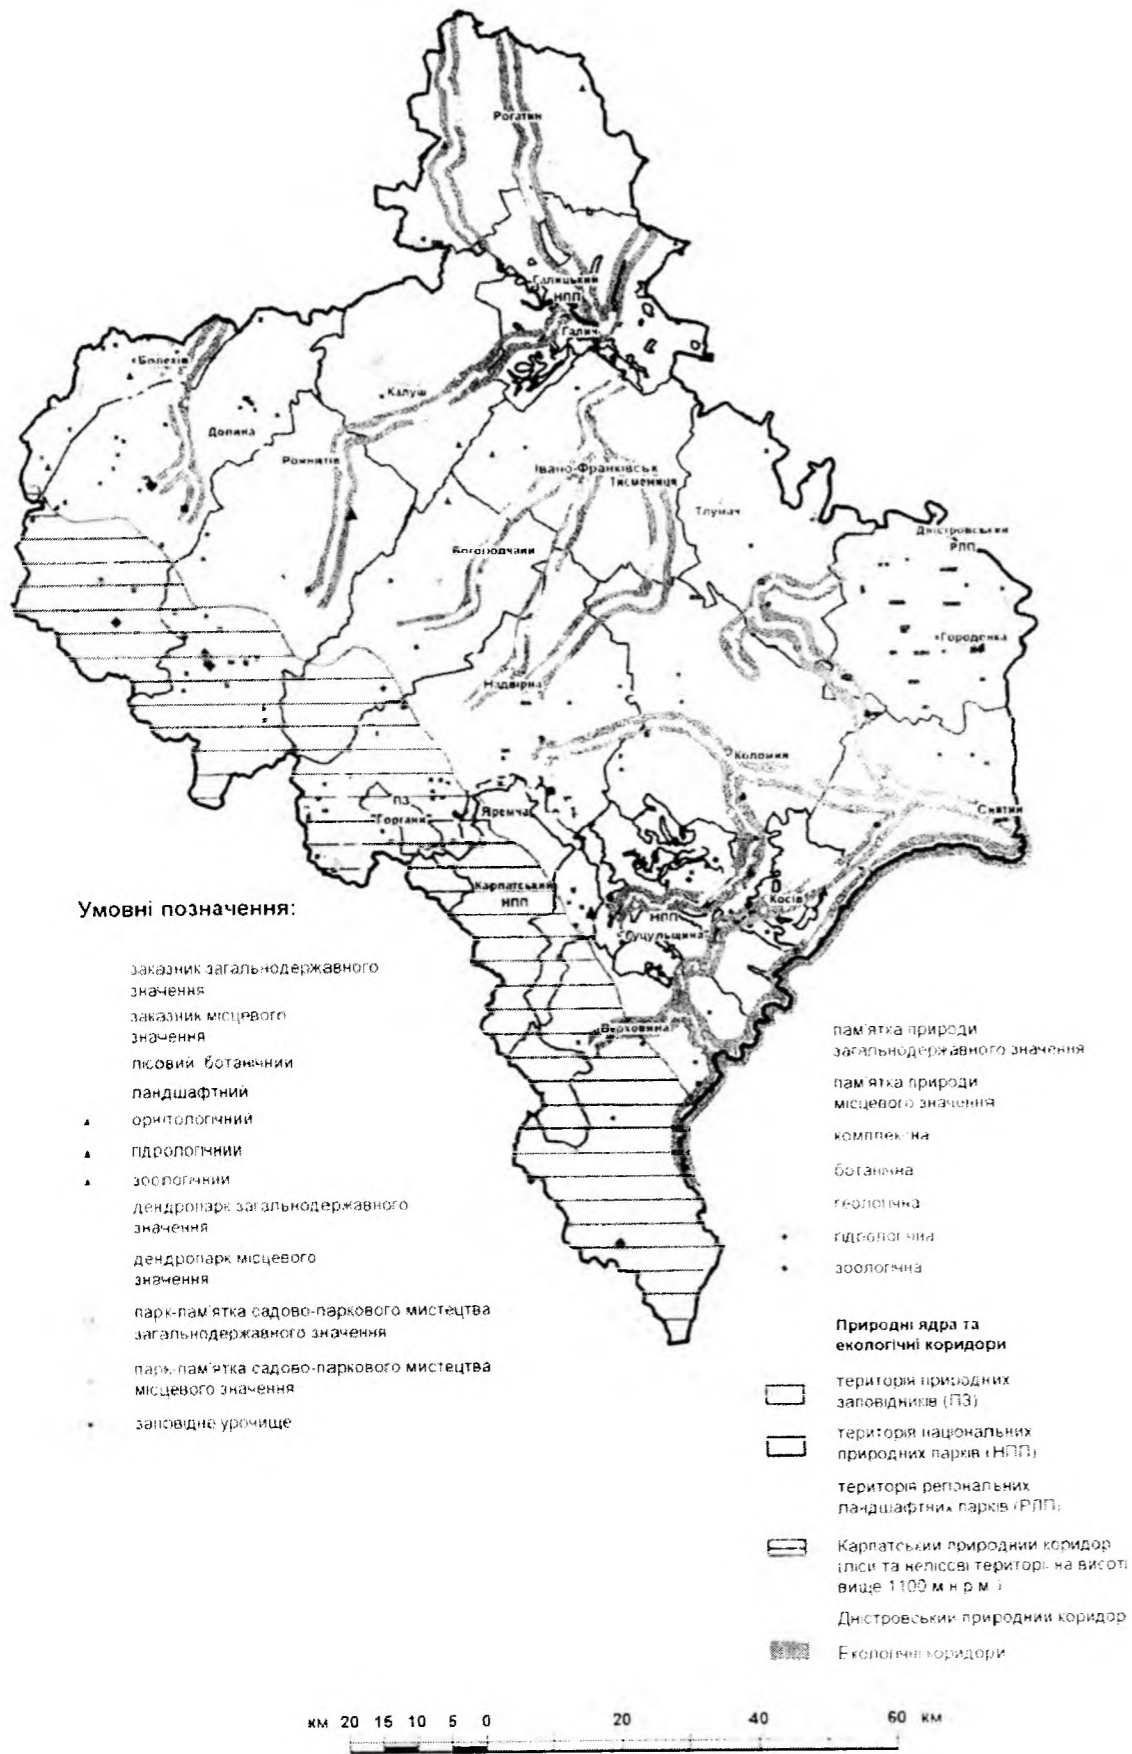 Рогатин
Галицький
НПП
Галич
Болехів
Калуш
Долина
Рожнятів
Івано-Франківськ
Тисмениця
Тлумач
Дністровський
РЛП
Богородчани
Городенка
Надвірна
Коломия
Снятин
ПЗ
"Горгани"
Яремча
Карпатський
НПП
Косів
НПП
"Гуцульщина"
Верховина
Умовні позначення:
заказник загальнодержавного
значення
заказник місцевого
значення
лісовий ботанічний
ландшафтний
орнітологічний
гідрологічний
зоологічний
дендропарк загальнодержавного
значення
дендропарк місцевого
значення
парк-пам'ятка садово-паркового мистецтва
загальнодержавного значення
парк-пам'ятка садово-паркового мистецтва
місцевого значення
заповідне урочище
пам'ятка природи
загальнодержавного значення
пам'ятка природи
місцевого значення
комплексна
ботанічна
геологічна
гідрологічна
зоологічна
Природні ядра та
екологічні коридори
територія природних
заповідників (ПЗ)
територія національних
природних парків (НПП)
територія регіональних
ландшафтних парків (РЛП)
Карпатський природний коридор
(ліси та нелісові території на висоті
вище 1100 м н р м )
Дністровський природний коридор
Екологічні коридори
км 20 15 10 5 0 20 40 60 км